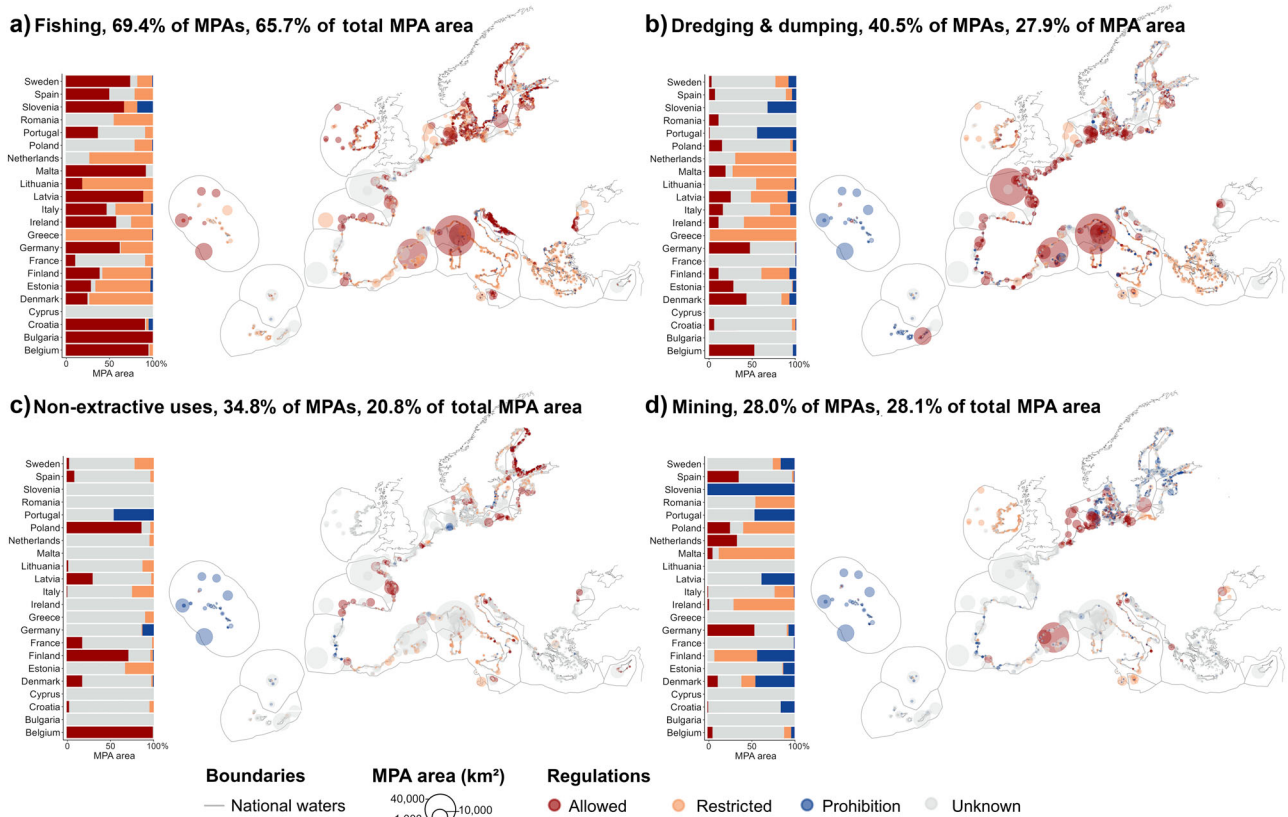 a) Fishing, 69.4% of MPAs, 65.7% of total MPA area
Sweden
Spain
Slovenia
Romania
Portugal
Poland
Netherlands
Malta
Lithuania
Latvia
Italy
Ireland
Greece
Germany
France
Finland
Estonia
Denmark
Cyprus
Croatia
Bulgaria
Belgium
0 50 100%
MPA area
b) Dredging & dumping, 40.5% of MPAs, 27.9% of MPA area
Sweden
Spain
Slovenia
Romania
Portugal
Poland
Netherlands
Malta
Lithuania
Latvia
Italy
Ireland
Greece
Germany
France
Finland
Estonia
Denmark
Cyprus
Croatia
Bulgaria
Belgium
0 50 100%
MPA area
c) Non-extractive uses, 34.8% of MPAs, 20.8% of total MPA area
Sweden
Spain
Slovenia
Romania
Portugal
Poland
Netherlands
Malta
Lithuania
Latvia
Italy
Ireland
Greece
Germany
France
Finland
Estonia
Denmark
Cyprus
Croatia
Bulgaria
Belgium
0 50 100%
MPA area
d) Mining, 28.0% of MPAs, 28.1% of total MPA area
Sweden
Spain
Slovenia
Romania
Portugal
Poland
Netherlands
Malta
Lithuania
Latvia
Italy
Ireland
Greece
Germany
France
Finland
Estonia
Denmark
Cyprus
Croatia
Bulgaria
Belgium
0 50 100%
MPA area
Boundaries
National waters
MPA area (km²)
40,000
10,000
Regulations
Allowed
Restricted
Prohibition
Unknown